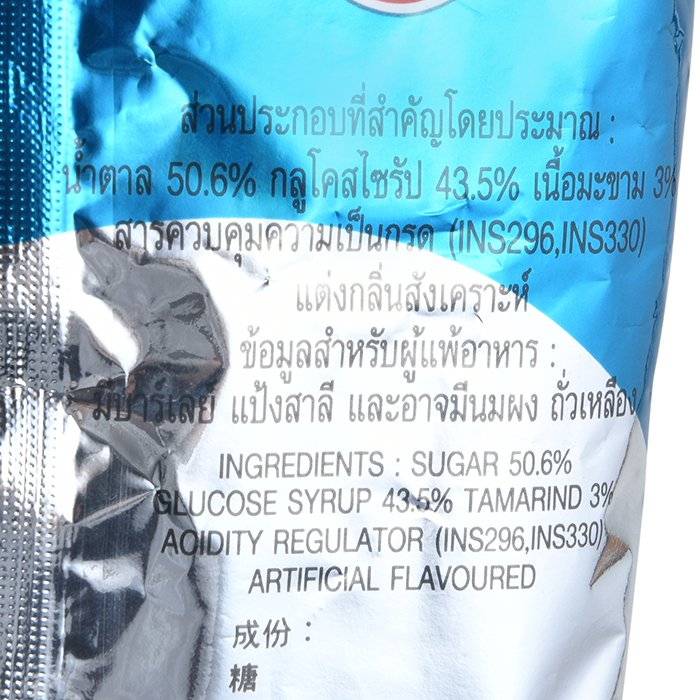 ส่วนประกอบที่สำคัญโดยประมาณ :
น้ำตาล 50.6% กลูโคสไซรัป 43.5% เนื้อมะขาม 3%
สารควบคุมความเป็นกรด (INS296,INS330)
แต่งกลิ่นสังเคราะห์
ข้อมูลสำหรับผู้แพ้อาหาร :
มีบาร์เลย์ แป้งสาลี และอาจมีนมผง ถั่วเหลือง
INGREDIENTS : SUGAR 50.6%
GLUCOSE SYRUP 43.5% TAMARIND 3%
ACIDITY REGULATOR (INS296,INS330)
ARTIFICIAL FLAVOURED
成份 :
糖